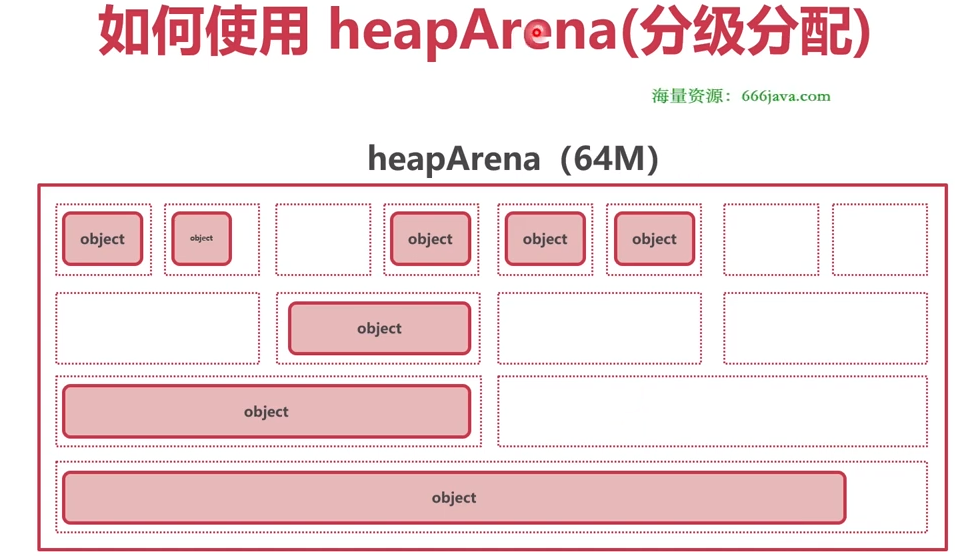 如何使用 heapArena(分级分配)
海量资源：666java.com
heapArena（64M）
object
object
object
object
object
object
object
object